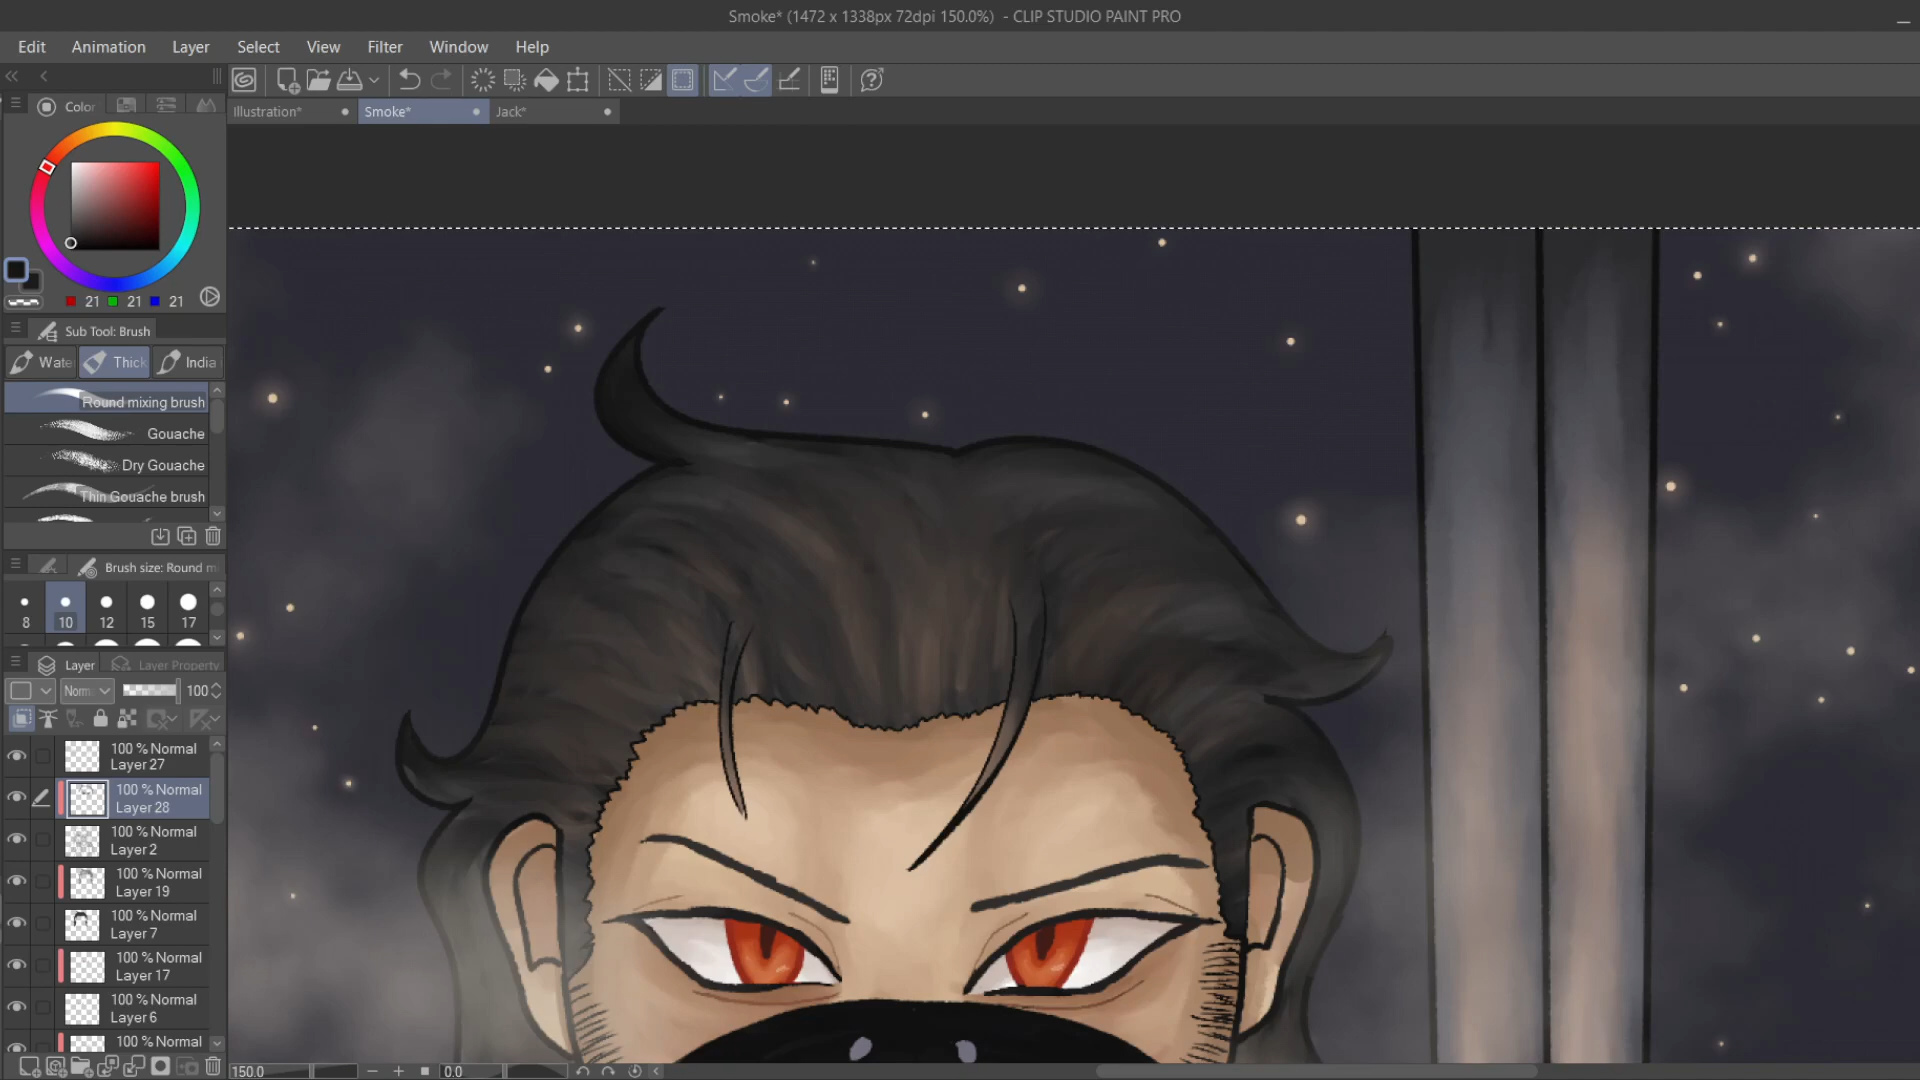 Smoke* (1472 x 1338px 72dpi 150.0%) - CLIP STUDIO PAINT PRO
Edit Animation Layer Select View Filter Window Help
Color
Illustration* Smoke* Jack*
21 21 21
Sub Tool: Brush
Wate Thick India
Round mixing brush
Gouache
Dry Gouache
Thin Gouache brush
Brush size: Round mi
8 10 12 15 17
Layer Layer Property
Norm 100
100 % Normal
Layer 27
100 % Normal
Layer 28
100 % Normal
Layer 2
100 % Normal
Layer 19
100 % Normal
Layer 7
100 % Normal
Layer 17
100 % Normal
Layer 6
100 % Normal
150.0 0.0